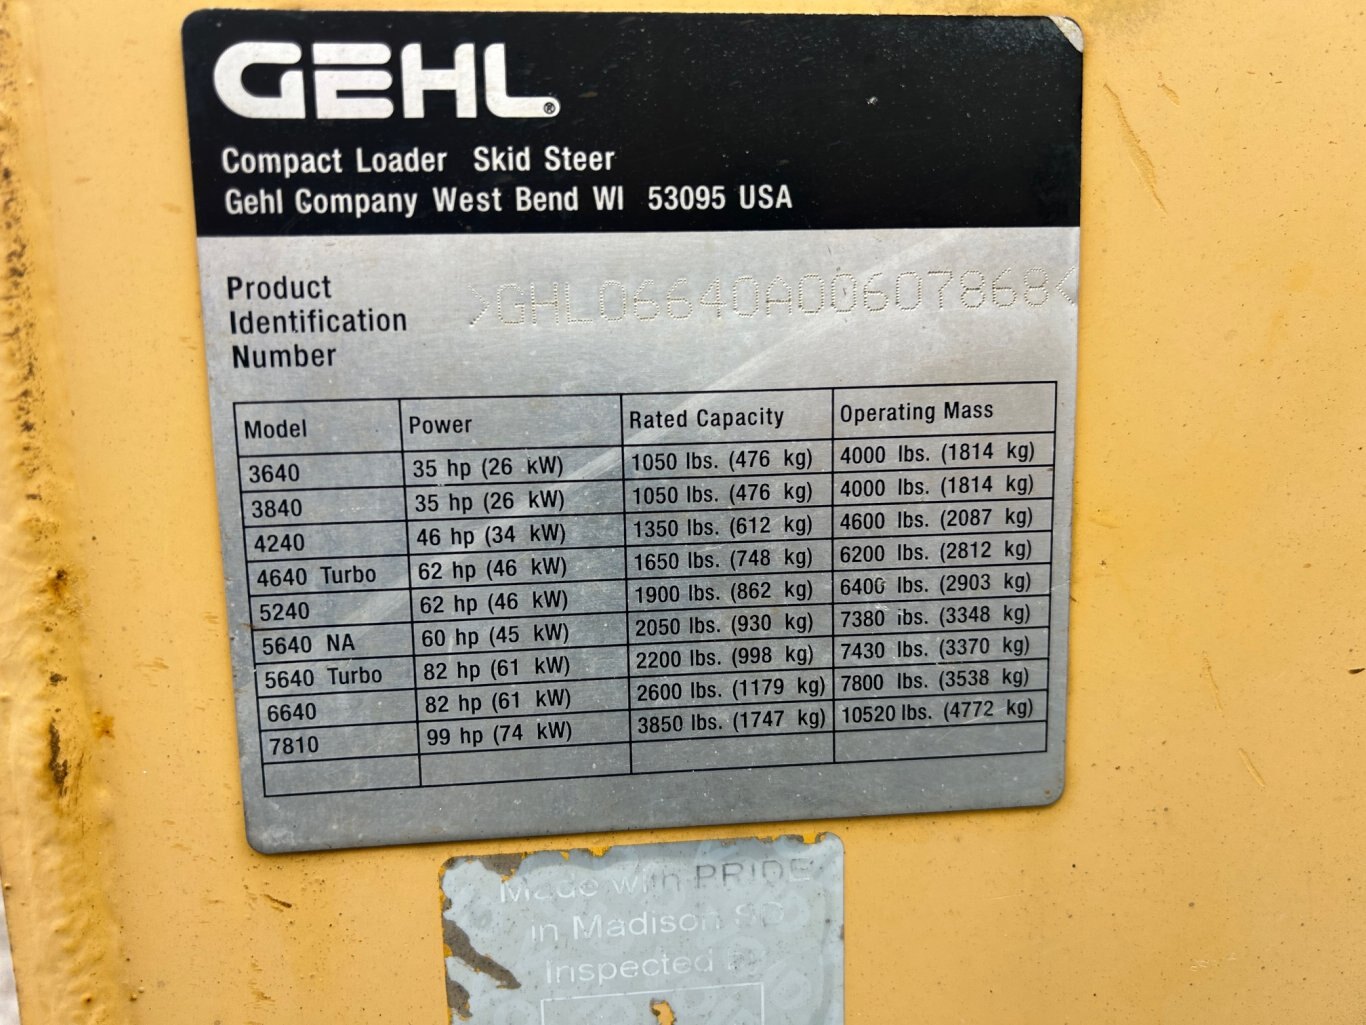 GEHL®
Compact Loader Skid Steer
Gehl Company West Bend WI 53095 USA
Product
Identification
Number
>GHL06640A00607868<
Model Power Rated Capacity Operating Mass
3640 35 hp (26 kW) 1050 lbs. (476 kg) 4000 lbs. (1814 kg)
3840 35 hp (26 kW) 1050 lbs. (476 kg) 4000 lbs. (1814 kg)
4240 46 hp (34 kW) 1350 lbs. (612 kg) 4600 lbs. (2087 kg)
4640 Turbo 62 hp (46 kW) 1650 lbs. (748 kg) 6200 lbs. (2812 kg)
5240 62 hp (46 kW) 1900 lbs. (862 kg) 6400 lbs. (2903 kg)
5640 NA 60 hp (45 kW) 2050 lbs. (930 kg) 7380 lbs. (3348 kg)
5640 Turbo 82 hp (61 kW) 2200 lbs. (998 kg) 7430 lbs. (3370 kg)
6640 82 hp (61 kW) 2600 lbs. (1179 kg) 7800 lbs. (3538 kg)
7810 99 hp (74 kW) 3850 lbs. (1747 kg) 10520 lbs. (4772 kg)
Made with PRIDE
in Madison SD
Inspected